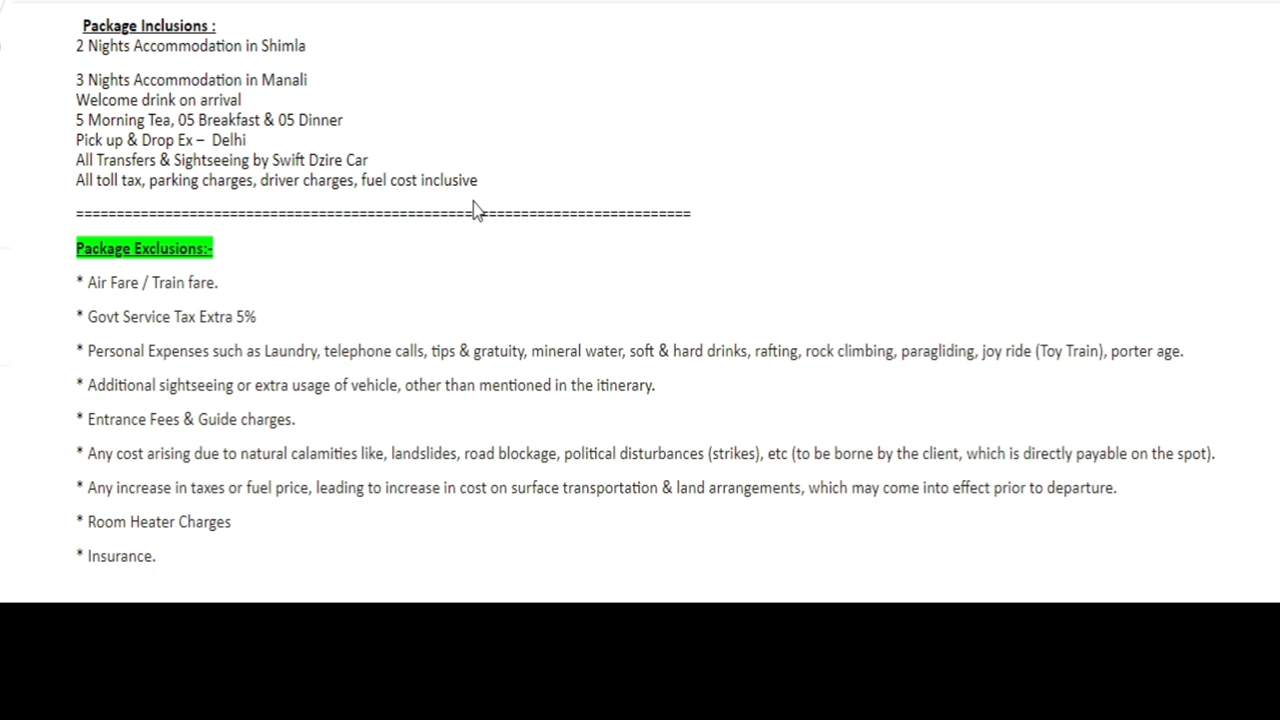 Package Inclusions :
2 Nights Accommodation in Shimla
3 Nights Accommodation in Manali
Welcome drink on arrival
5 Morning Tea, 05 Breakfast & 05 Dinner
Pick up & Drop Ex – Delhi
All Transfers & Sightseeing by Swift Dzire Car
All toll tax, parking charges, driver charges, fuel cost inclusive
============================================================================
Package Exclusions:-
* Air Fare / Train fare.
* Govt Service Tax Extra 5%
* Personal Expenses such as Laundry, telephone calls, tips & gratuity, mineral water, soft & hard drinks, rafting, rock climbing, paragliding, joy ride (Toy Train), porter age.
* Additional sightseeing or extra usage of vehicle, other than mentioned in the itinerary.
* Entrance Fees & Guide charges.
* Any cost arising due to natural calamities like, landslides, road blockage, political disturbances (strikes), etc (to be borne by the client, which is directly payable on the spot).
* Any increase in taxes or fuel price, leading to increase in cost on surface transportation & land arrangements, which may come into effect prior to departure.
* Room Heater Charges
* Insurance.